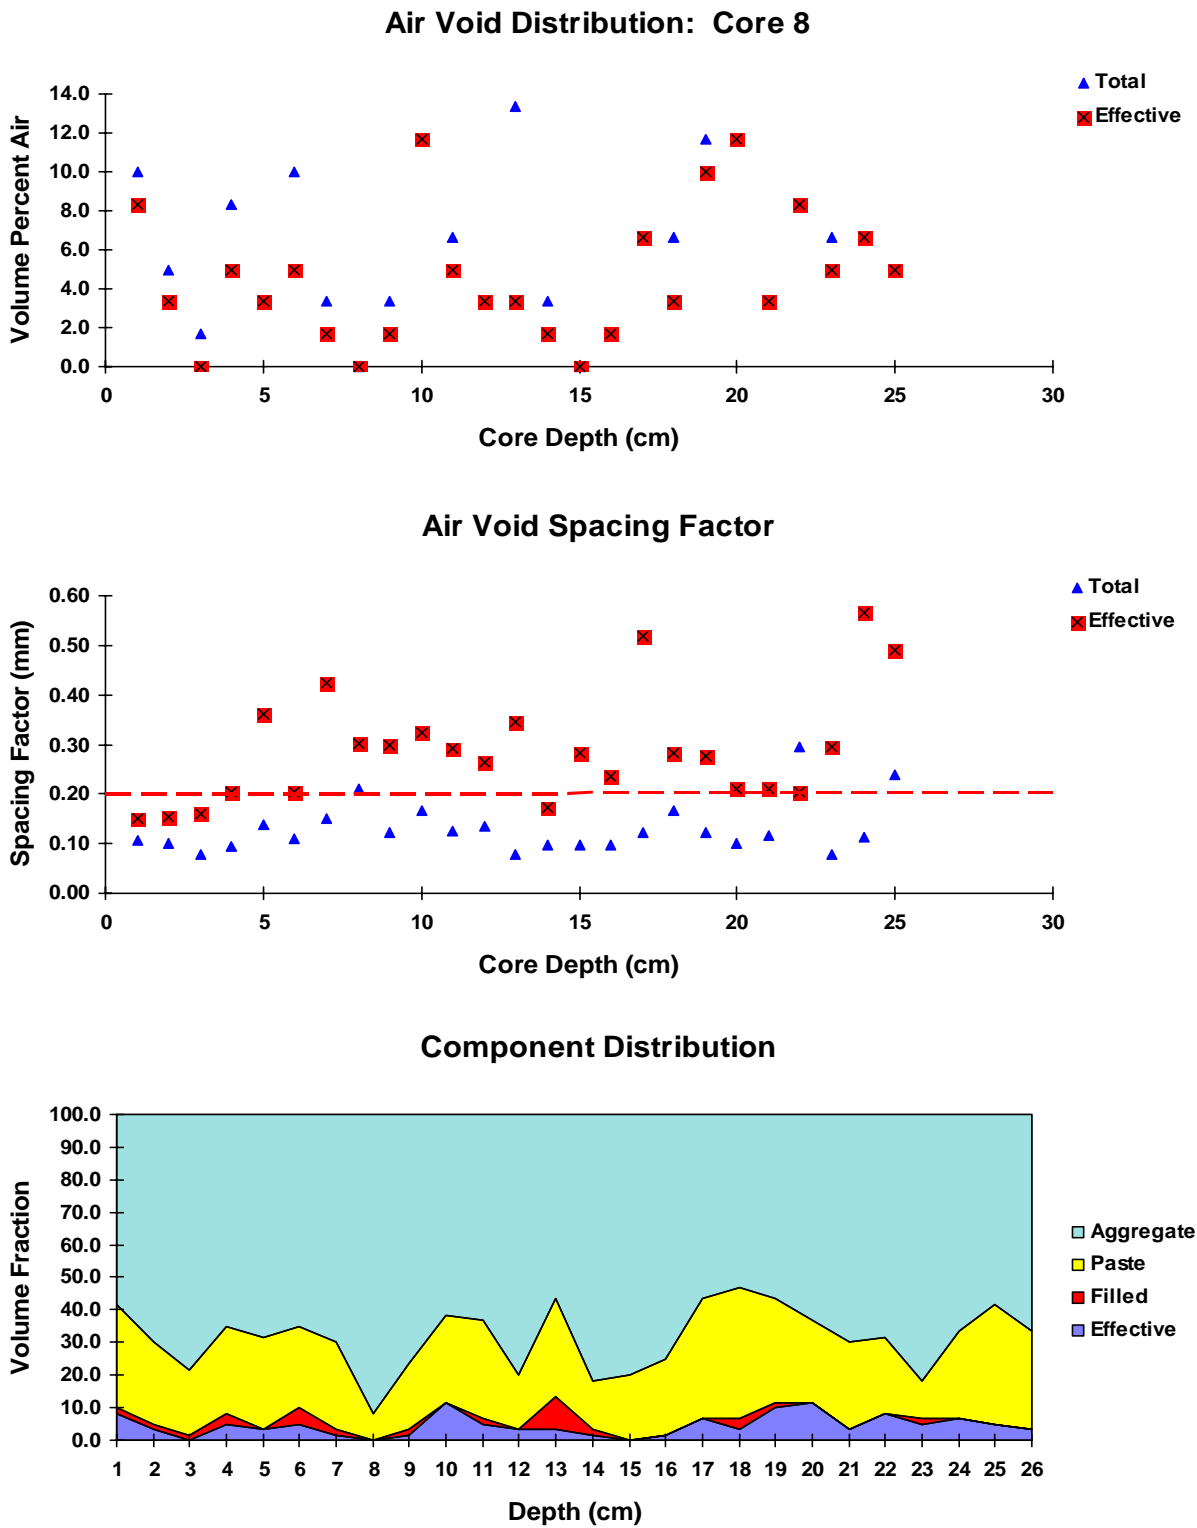 Air Void Distribution: Core 8
Total
Effective
Volume Percent Air
14.0
12.0
10.0
8.0
6.0
4.0
2.0
0.0
0 5 10 15 20 25 30
Core Depth (cm)
Air Void Spacing Factor
Total
Effective
Spacing Factor (mm)
0.60
0.50
0.40
0.30
0.20
0.10
0.00
0 5 10 15 20 25 30
Core Depth (cm)
Component Distribution
Volume Fraction
100.0
90.0
80.0
70.0
60.0
50.0
40.0
30.0
20.0
10.0
0.0
Aggregate
Paste
Filled
Effective
1 2 3 4 5 6 7 8 9 10 11 12 13 14 15 16 17 18 19 20 21 22 23 24 25 26
Depth (cm)